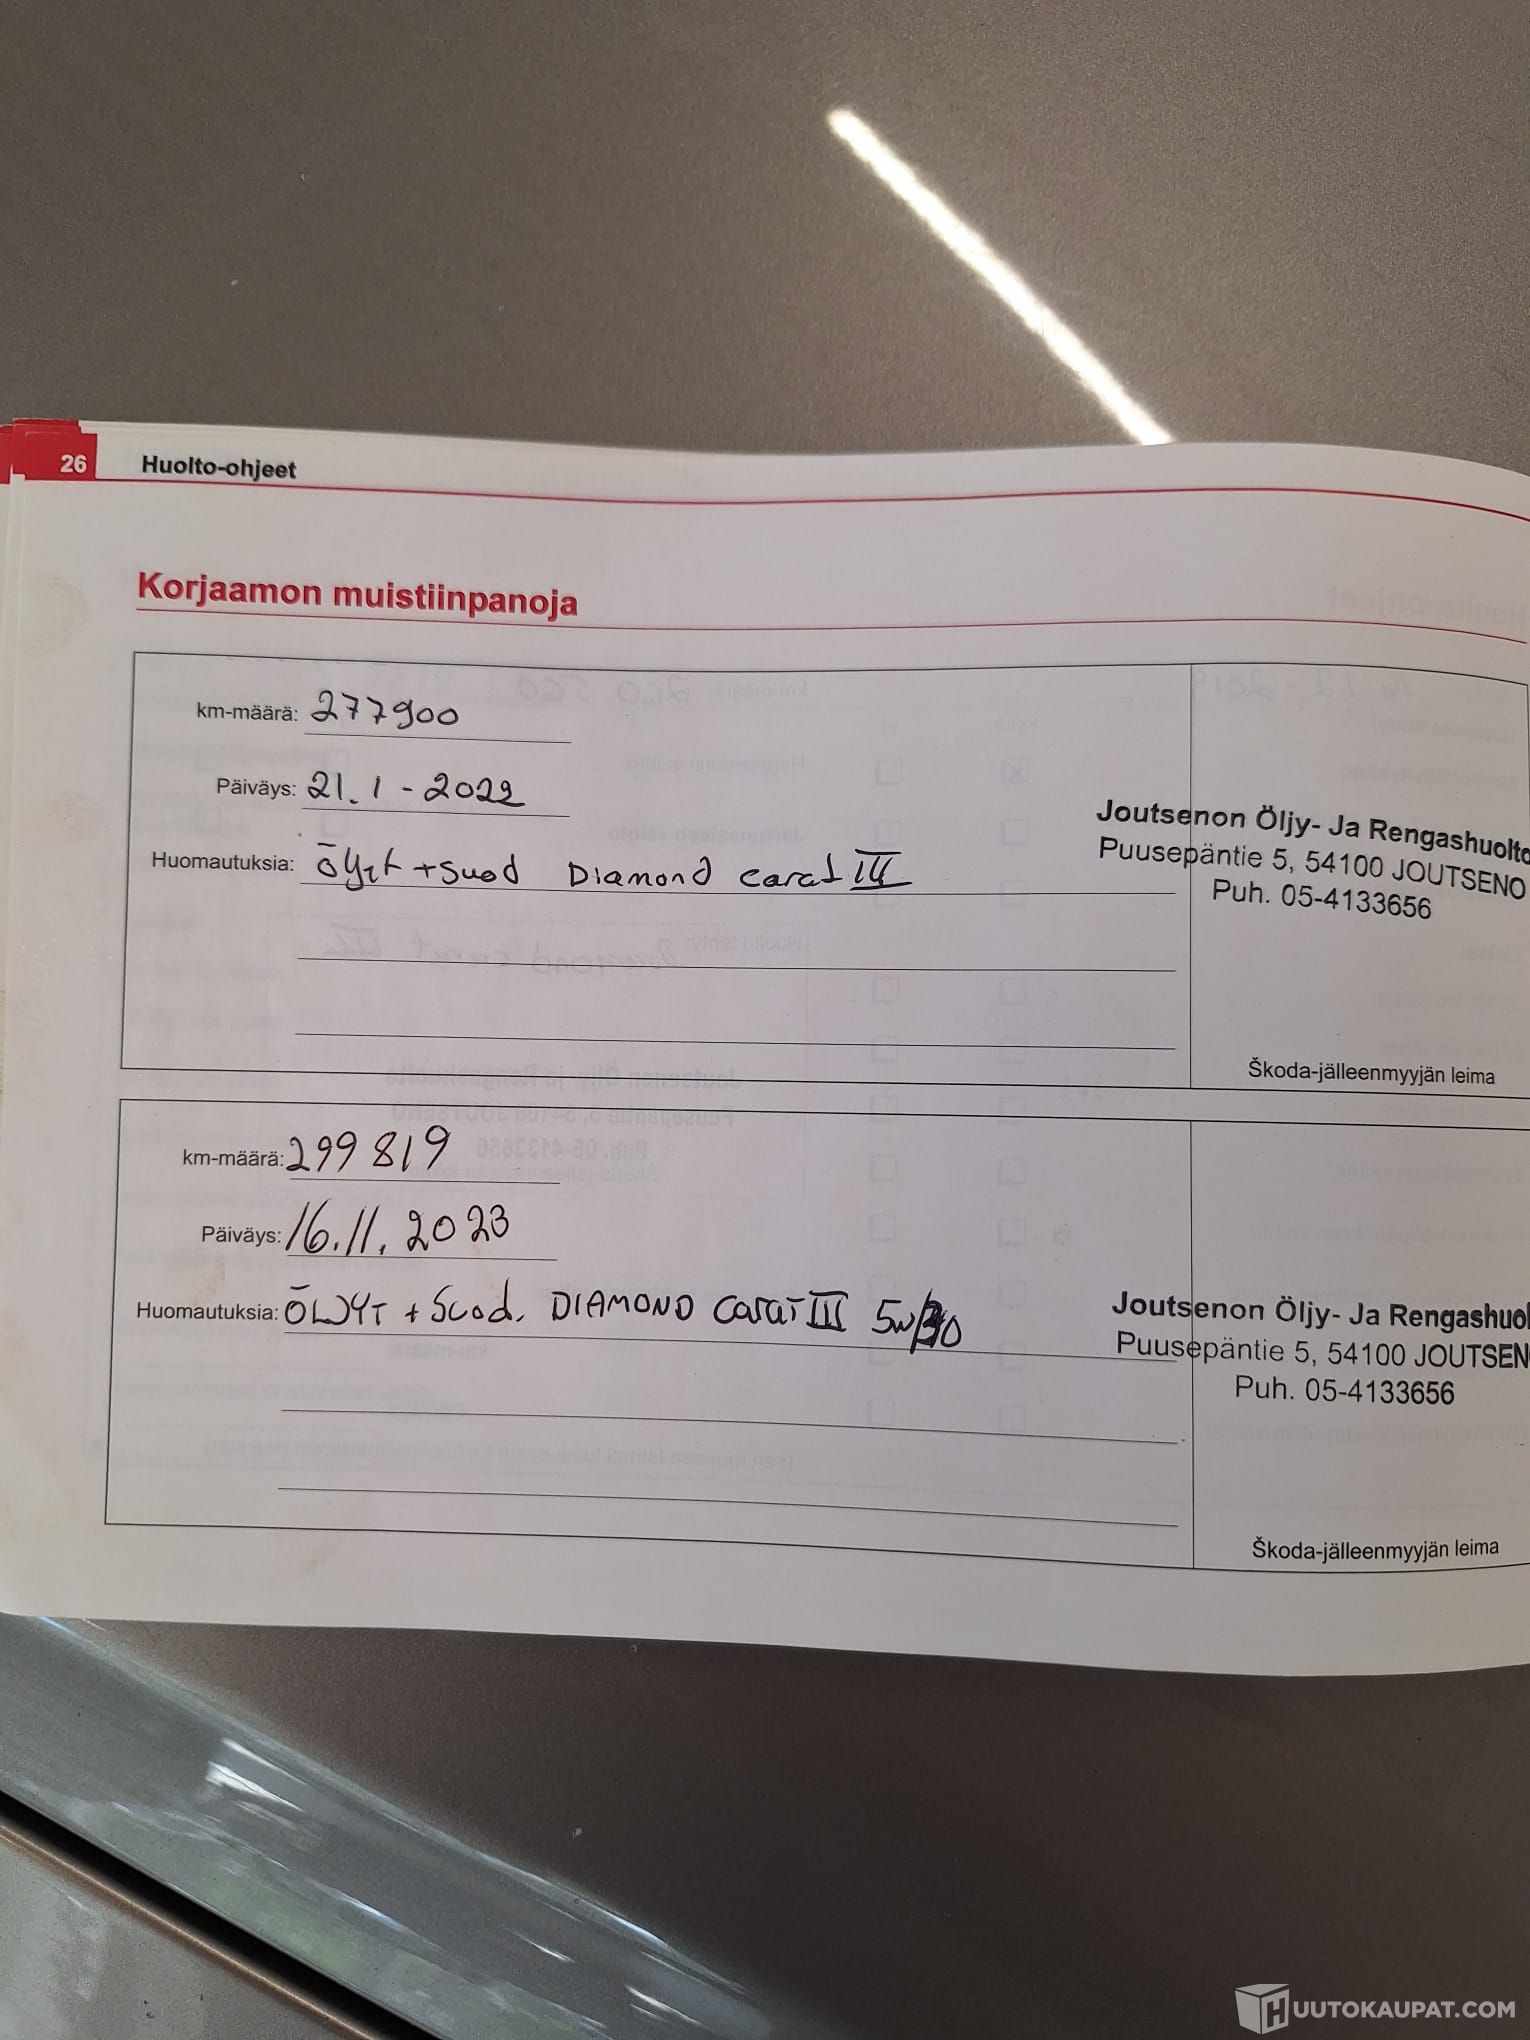 26 Huolto-ohjeet
Korjaamon muistiinpanoja
km-määrä: 277900
Päiväys: 21.1-2022
Huomautuksia: Öljyt + Suod Diamond carat III
Joutsenon Öljy- Ja Rengashuolto
Puusepäntie 5, 54100 JOUTSENO
Puh. 05-4133656
Škoda-jälleenmyyjän leima
km-määrä: 299819
Päiväys: 16.11.2023
Huomautuksia: ÖLJYT + Suod. DIAMOND carat III 5W/30
Joutsenon Öljy- Ja Rengashuol
Puusepäntie 5, 54100 JOUTSEN
Puh. 05-4133656
Škoda-jälleenmyyjän leima
HUUTOKAUPAT.COM